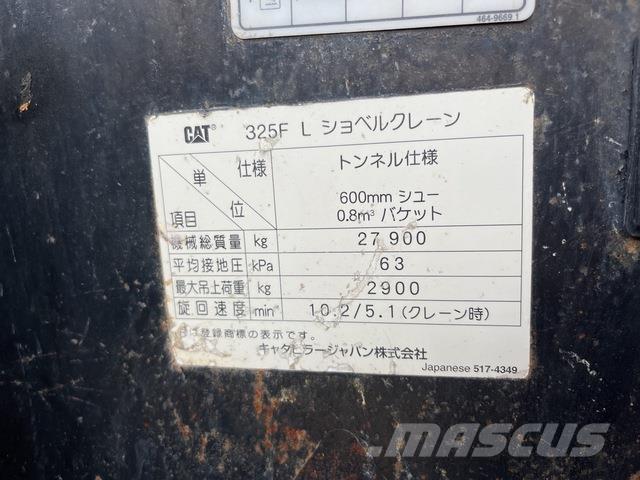 464-9669 1
CAT 325F L ショベルクレーン
単位 仕様 トンネル仕様
項目 600mm シュー
0.8m³ バケット
機械総質量 kg 27,900
平均接地圧 kPa 63
最大吊上荷重 kg 2900
旋回速度 min 10.2/5.1(クレーン時)
は登録商標の表示です。
キャタピラージャパン株式会社
Japanese 517-4349
MASCUS